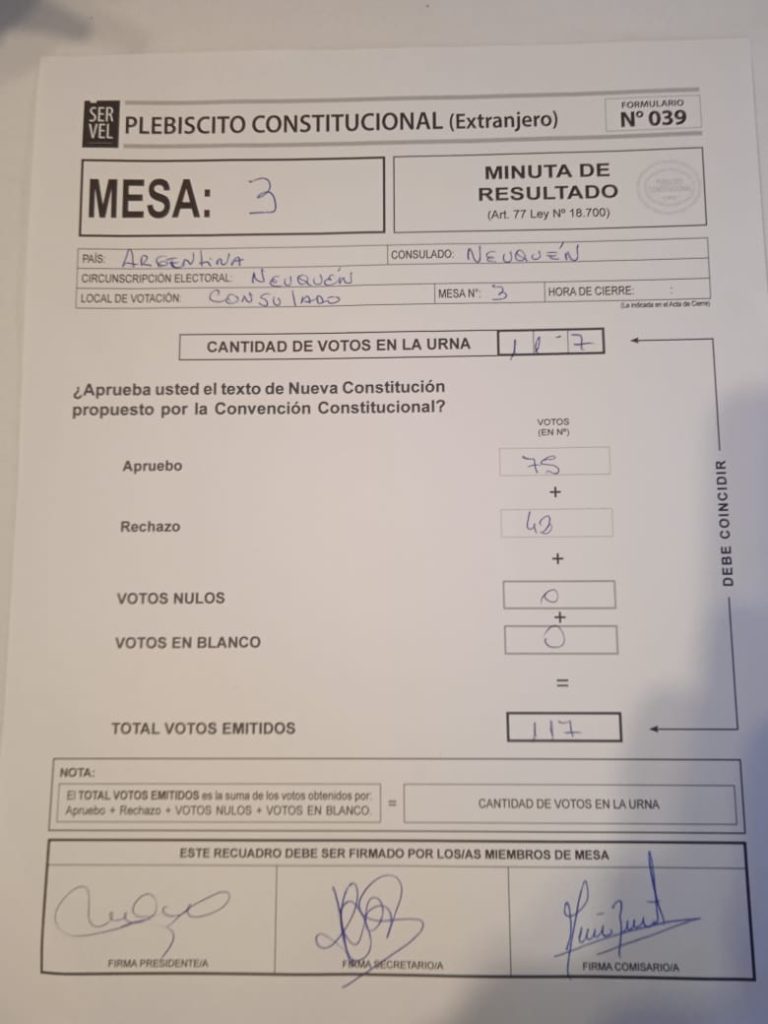 SERVEL PLEBISCITO CONSTITUCIONAL (Extranjero)
FORMULARIO
Nº 039
MESA: 3
MINUTA DE
RESULTADO
(Art. 77 Ley Nº 18.700)
PAÍS: ARGENTINA CONSULADO: NEUQUÉN
CIRCUNSCRIPCIÓN ELECTORAL: NEUQUÉN
LOCAL DE VOTACIÓN: CONSULADO MESA Nº: 3 HORA DE CIERRE: :
(La indicada en el Acta de Cierre)
CANTIDAD DE VOTOS EN LA URNA 117
¿Aprueba usted el texto de Nueva Constitución
propuesto por la Convención Constitucional?
VOTOS
(EN Nº)
Apruebo 75
+
Rechazo 42
+
VOTOS NULOS 0
+
VOTOS EN BLANCO 0
=
TOTAL VOTOS EMITIDOS 117
DEBE COINCIDIR
NOTA:
El TOTAL VOTOS EMITIDOS es la suma de los votos obtenidos por:
Apruebo + Rechazo + VOTOS NULOS + VOTOS EN BLANCO.
= CANTIDAD DE VOTOS EN LA URNA
ESTE RECUADRO DEBE SER FIRMADO POR LOS/AS MIEMBROS DE MESA
FIRMA PRESIDENTE/A FIRMA SECRETARIO/A FIRMA COMISARIO/A